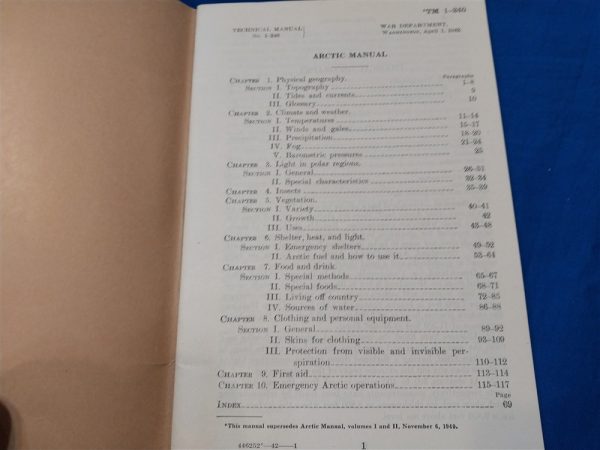 *TM 1–240
TECHNICAL MANUAL
No. 1–240
WAR DEPARTMENT,
WASHINGTON, April 1, 1942.
ARCTIC MANUAL
Paragraphs
CHAPTER 1. Physical geography.
SECTION I. Topography 1–8
II. Tides and currents 9
III. Glossary 10
CHAPTER 2. Climate and weather.
SECTION I. Temperatures 11–14
II. Winds and gales 15–17
III. Precipitation 18–20
IV. Fog 21–24
V. Barometric pressures 25
CHAPTER 3. Light in polar regions.
SECTION I. General 26–31
II. Special characteristics 32–34
CHAPTER 4. Insects 35–39
CHAPTER 5. Vegetation.
SECTION I. Variety 40–41
II. Growth 42
III. Uses 43–48
CHAPTER 6. Shelter, heat, and light.
SECTION I. Emergency shelters 49–52
II. Arctic fuel and how to use it 53–64
CHAPTER 7. Food and drink.
SECTION I. Special methods 65–67
II. Special foods 68–71
III. Living off country 72–85
IV. Sources of water 86–88
CHAPTER 8. Clothing and personal equipment.
SECTION I. General 89–92
II. Skins for clothing 93–109
III. Protection from visible and invisible per-
spiration 110–112
CHAPTER 9. First aid 113–114
CHAPTER 10. Emergency Arctic operations 115–117
Page
INDEX 69
*This manual supersedes Arctic Manual, volumes I and II, November 6, 1940.
446252°—42——1
1